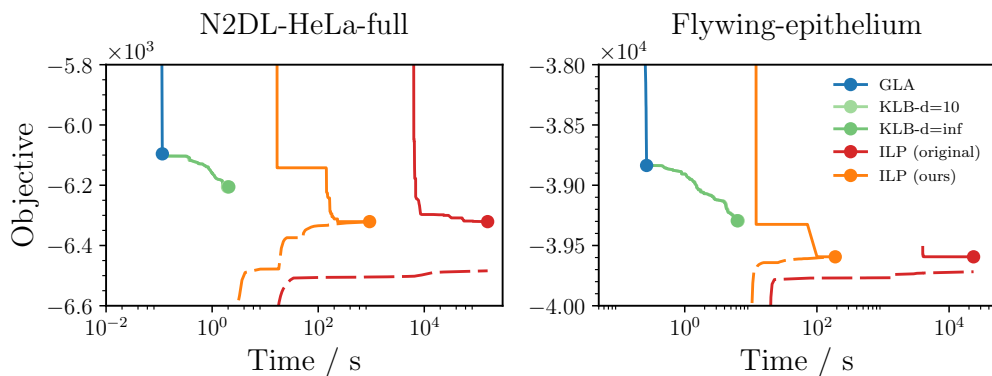 N2DL-HeLa-full
×10³
−5.8
−6.0
−6.2
−6.4
−6.6
Objective
10⁻² 10⁰ 10² 10⁴
Time / s
Flywing-epithelium
×10⁴
−3.80
−3.85
−3.90
−3.95
−4.00
10⁰ 10² 10⁴
Time / s
GLA
KLB-d=10
KLB-d=inf
ILP (original)
ILP (ours)